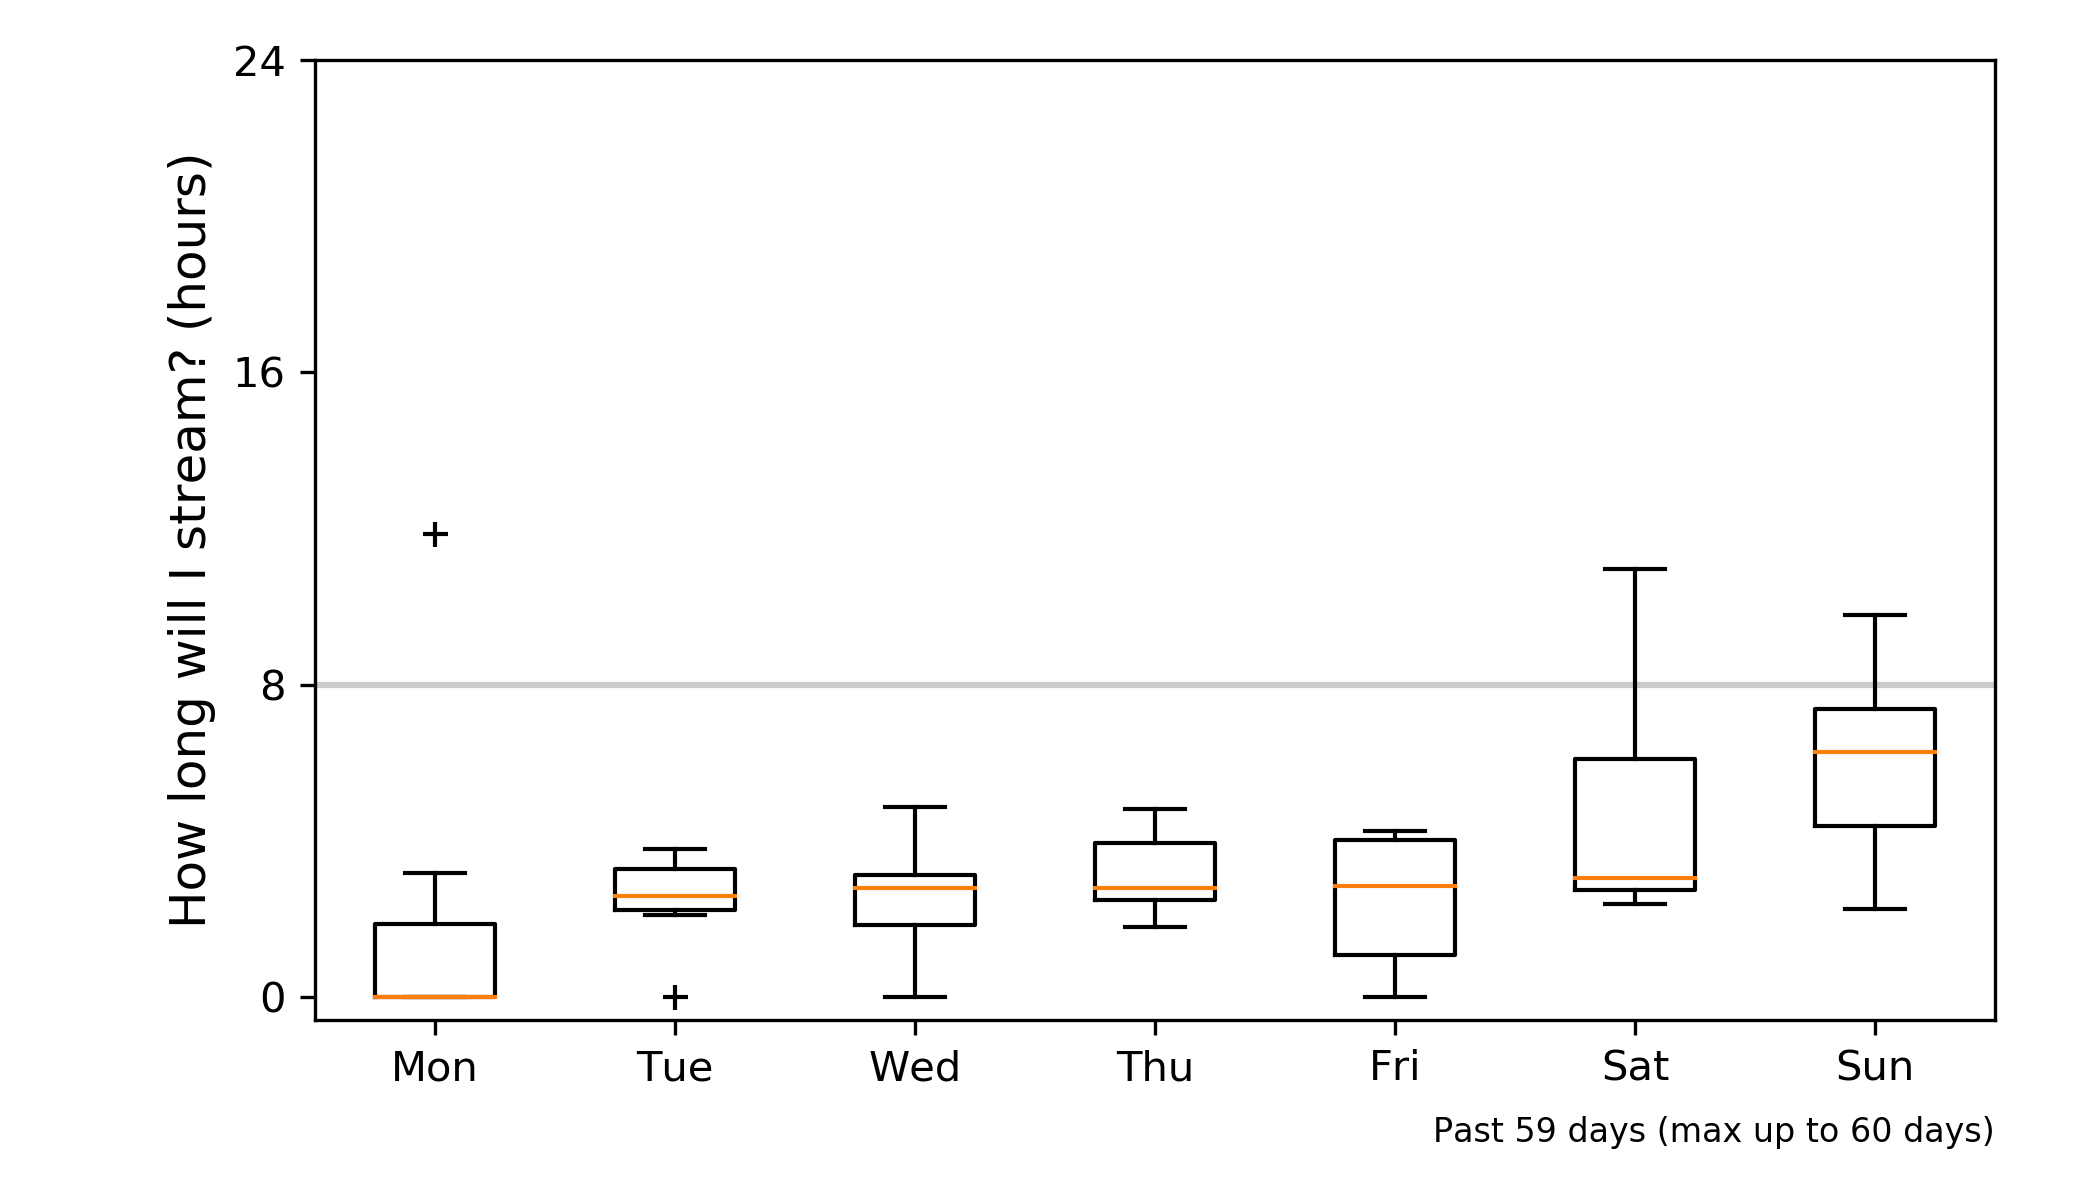 How long will I stream? (hours)
24
16
8
0
Mon Tue Wed Thu Fri Sat Sun
Past 59 days (max up to 60 days)